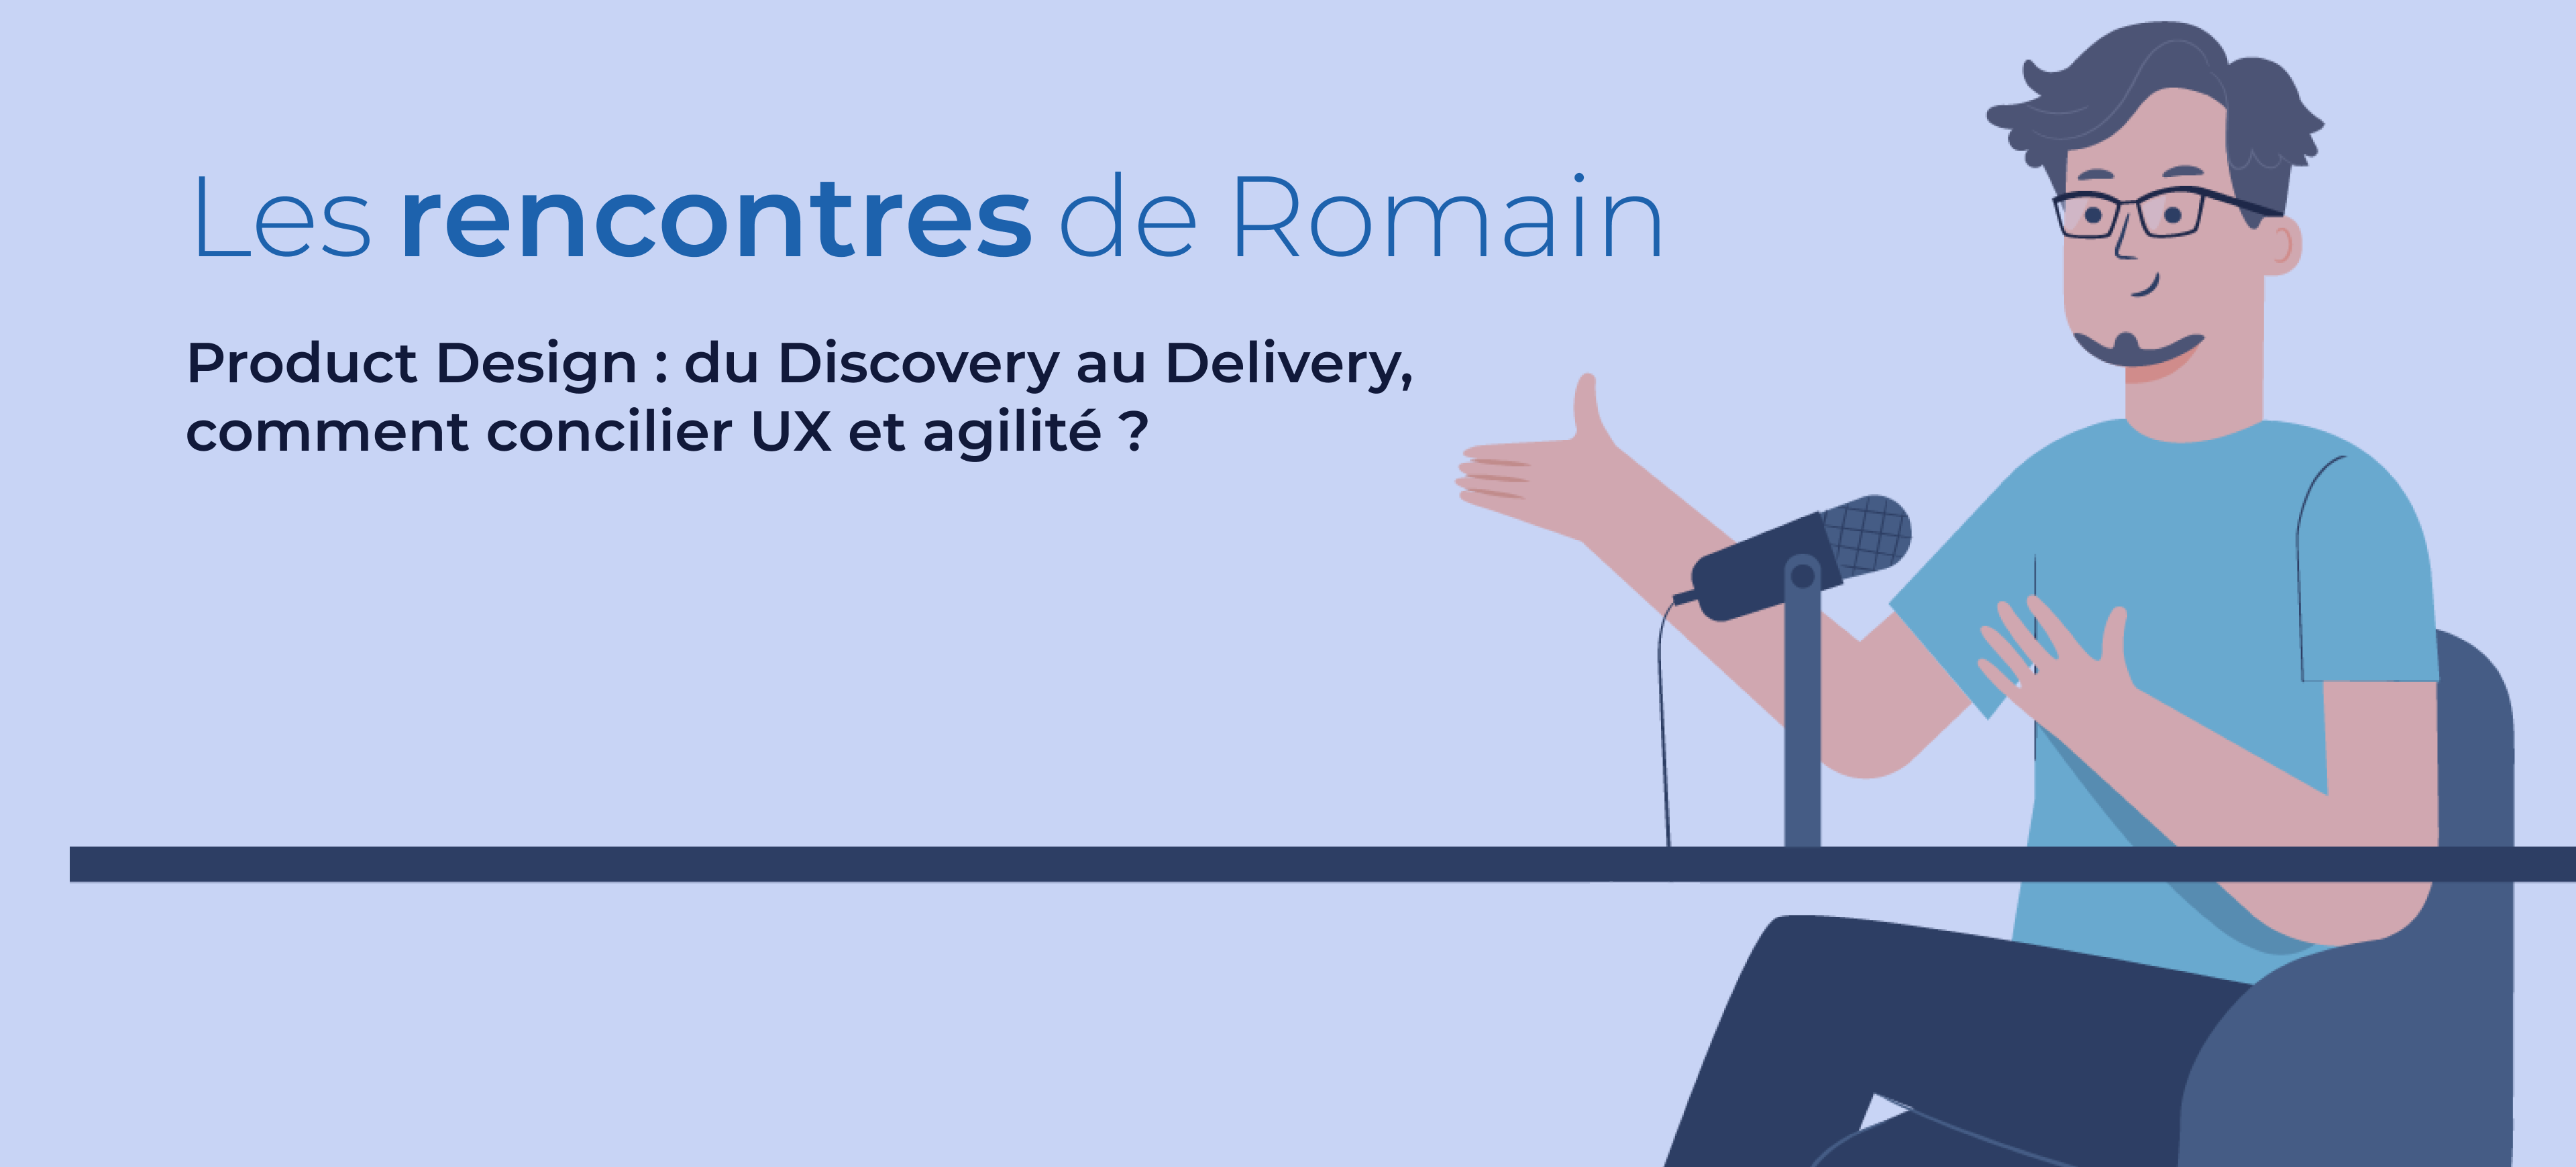 Les rencontres de Romain
Product Design : du Discovery au Delivery,
comment concilier UX et agilité ?